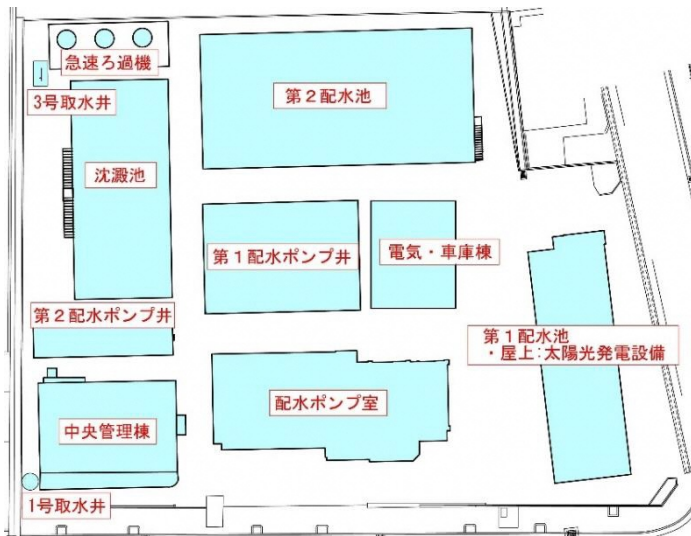 急速ろ過機
3号取水井
第2配水池
沈澱池
第1配水ポンプ井
電気・車庫棟
第2配水ポンプ井
第1配水池
・屋上:太陽光発電設備
配水ポンプ室
中央管理棟
1号取水井